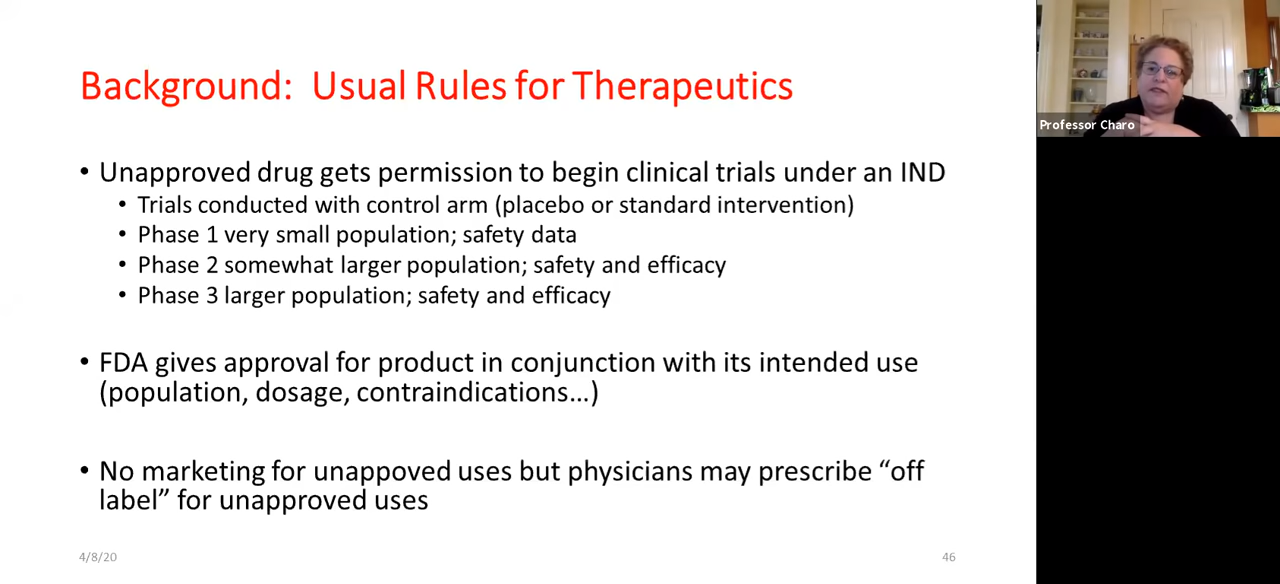 Background: Usual Rules for Therapeutics
• Unapproved drug gets permission to begin clinical trials under an IND
• Trials conducted with control arm (placebo or standard intervention)
• Phase 1 very small population; safety data
• Phase 2 somewhat larger population; safety and efficacy
• Phase 3 larger population; safety and efficacy
• FDA gives approval for product in conjunction with its intended use
(population, dosage, contraindications…)
• No marketing for unappoved uses but physicians may prescribe “off
label” for unapproved uses
4/8/20
46
Professor Charo